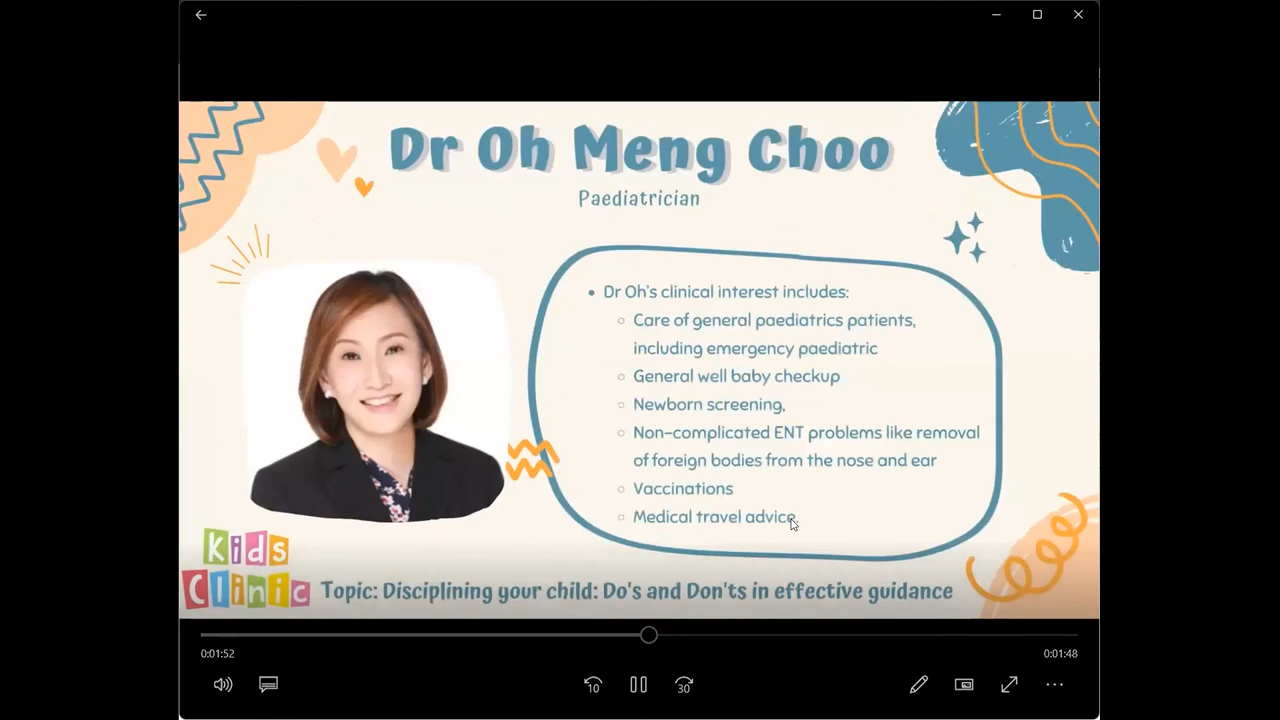 Dr Oh Meng Choo
Paediatrician
Dr Oh's clinical interest includes:
Care of general paediatrics patients,
including emergency paediatric
General well baby checkup
Newborn screening,
Non-complicated ENT problems like removal
of foreign bodies from the nose and ear
Vaccinations
Medical travel advice
Kids
Clinic
Topic: Disciplining your child: Do's and Don'ts in effective guidance
0:01:52
0:01:48
10
30